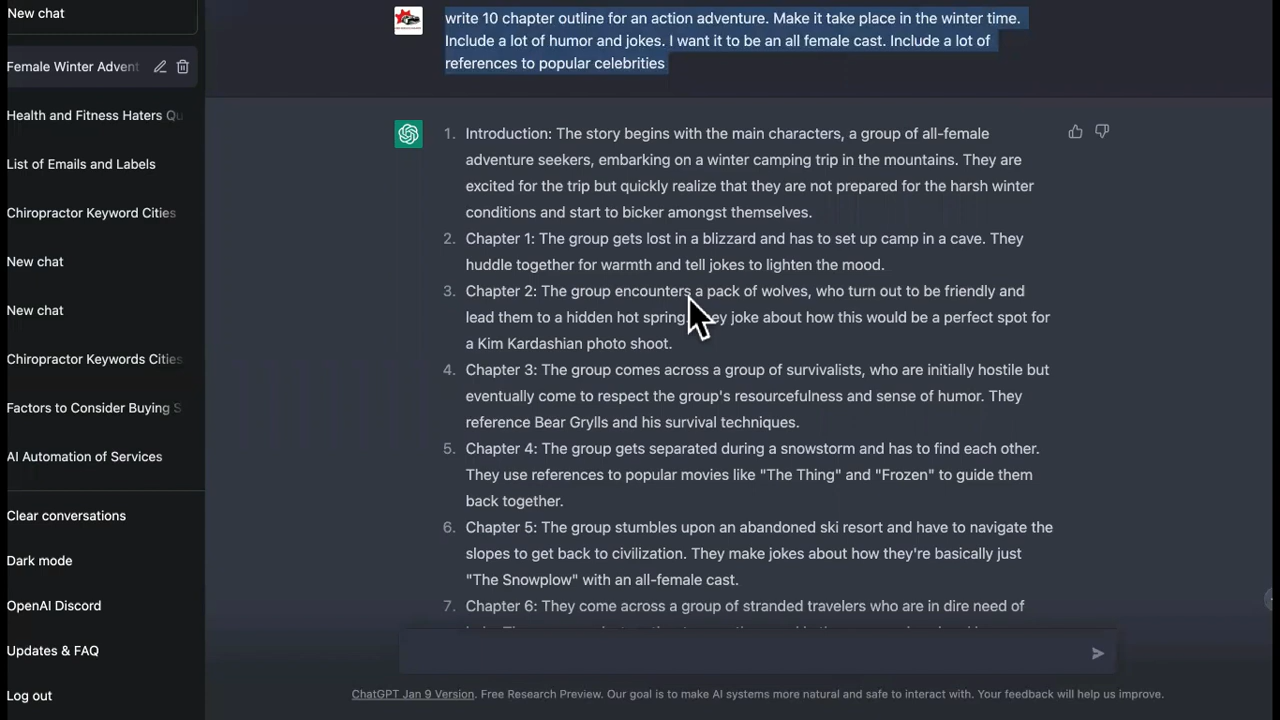 New chat
Female Winter Advent
Health and Fitness Haters Qu
List of Emails and Labels
Chiropractor Keyword Cities
New chat
New chat
Chiropractor Keywords Cities
Factors to Consider Buying S
AI Automation of Services
Clear conversations
Dark mode
OpenAI Discord
Updates & FAQ
Log out
write 10 chapter outline for an action adventure. Make it take place in the winter time.
Include a lot of humor and jokes. I want it to be an all female cast. Include a lot of
references to popular celebrities
1. Introduction: The story begins with the main characters, a group of all-female
adventure seekers, embarking on a winter camping trip in the mountains. They are
excited for the trip but quickly realize that they are not prepared for the harsh winter
conditions and start to bicker amongst themselves.
2. Chapter 1: The group gets lost in a blizzard and has to set up camp in a cave. They
huddle together for warmth and tell jokes to lighten the mood.
3. Chapter 2: The group encounters a pack of wolves, who turn out to be friendly and
lead them to a hidden hot spring. They joke about how this would be a perfect spot for
a Kim Kardashian photo shoot.
4. Chapter 3: The group comes across a group of survivalists, who are initially hostile but
eventually come to respect the group's resourcefulness and sense of humor. They
reference Bear Grylls and his survival techniques.
5. Chapter 4: The group gets separated during a snowstorm and has to find each other.
They use references to popular movies like "The Thing" and "Frozen" to guide them
back together.
6. Chapter 5: The group stumbles upon an abandoned ski resort and have to navigate the
slopes to get back to civilization. They make jokes about how they're basically just
"The Snowplow" with an all-female cast.
7. Chapter 6: They come across a group of stranded travelers who are in dire need of
ChatGPT Jan 9 Version. Free Research Preview. Our goal is to make AI systems more natural and safe to interact with. Your feedback will help us improve.